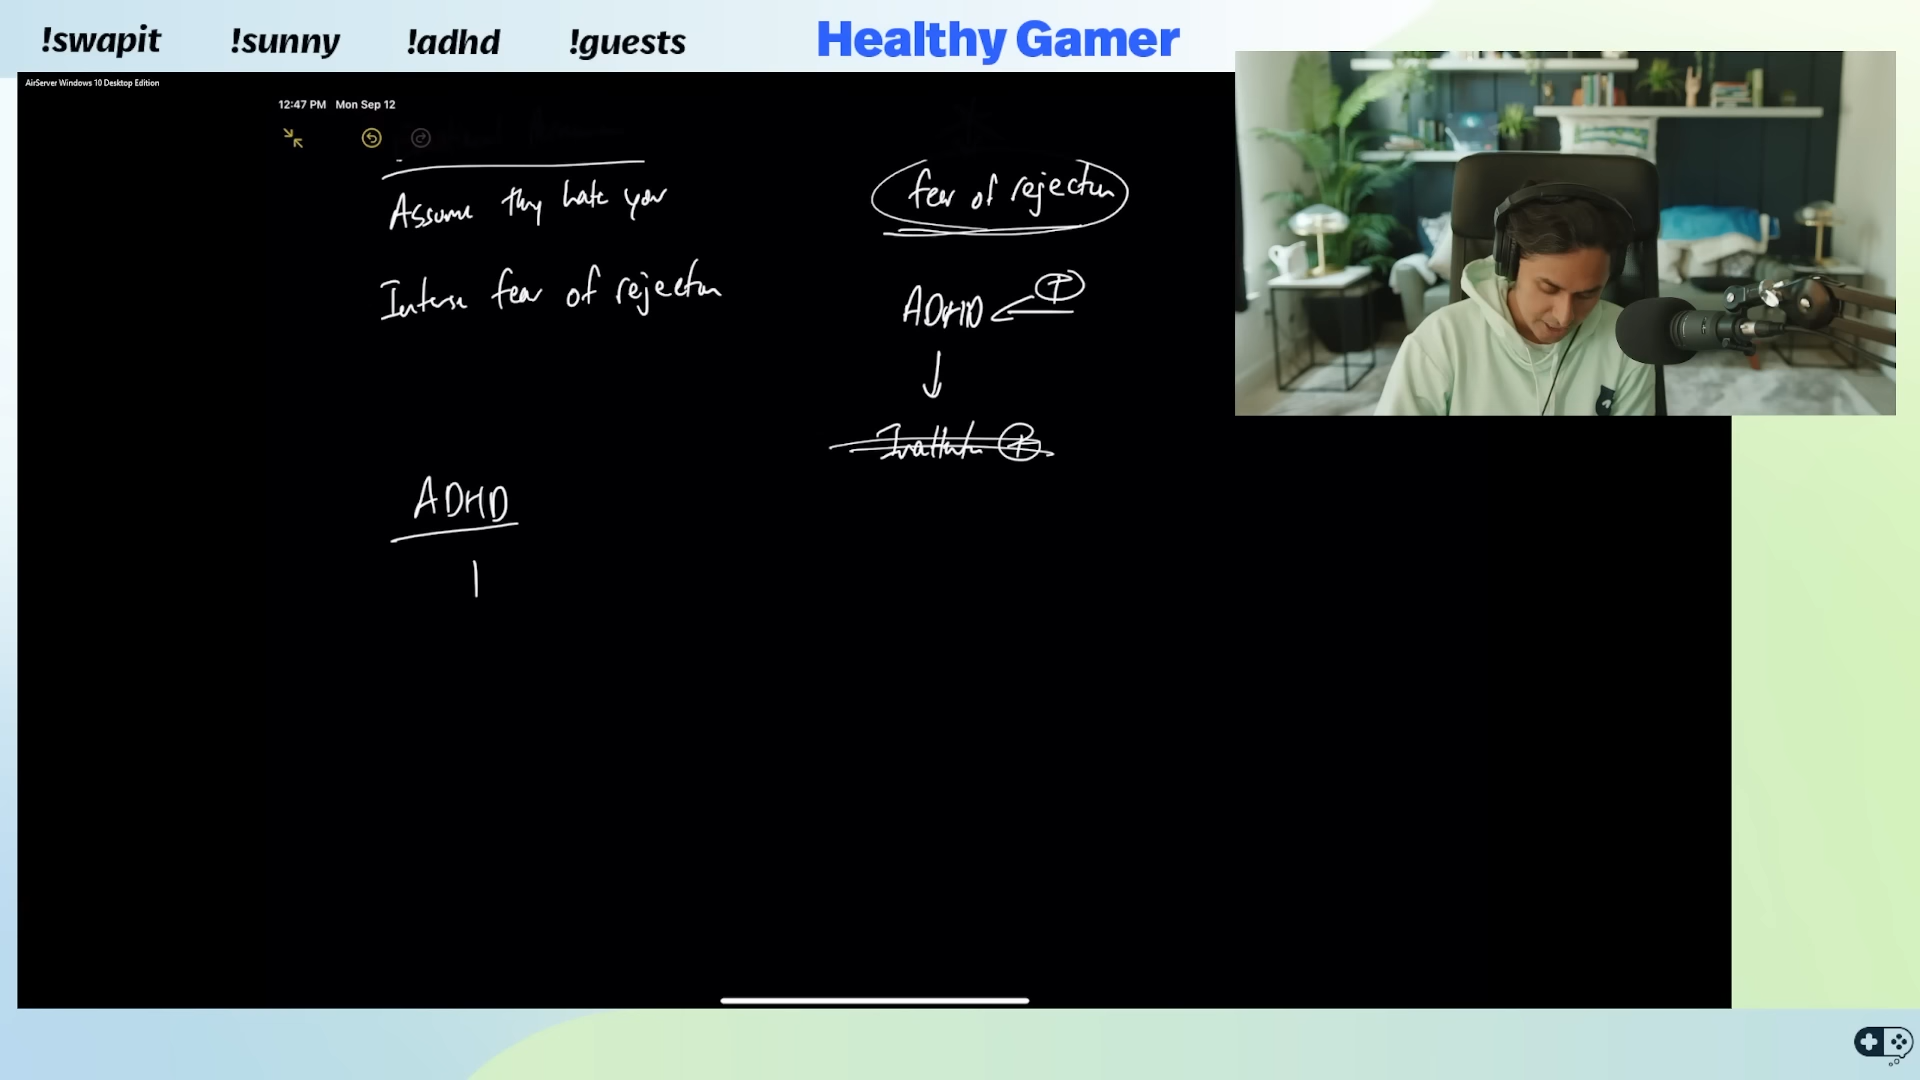 !swapit !sunny !adhd !guests Healthy Gamer
AirServer Windows 10 Desktop Edition
12:47 PM Mon Sep 12
Assume they hate you
Intense fear of rejection
fear of rejection
ADHD
ADHD